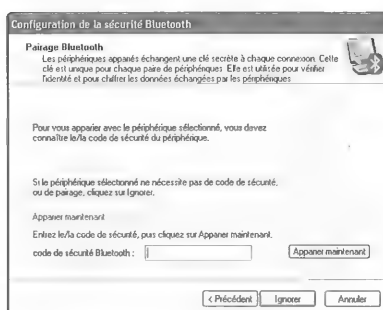 Configuration de la sécurité Bluetooth
Pairage Bluetooth
Les périphériques appariés échangent une clé secrète à chaque connexion. Cette
clé est unique pour chaque paire de périphériques. Elle est utilisée pour vérifier
l'identité et pour chiffrer les données échangées par les périphériques
Pour vous apparier avec le périphérique sélectionné, vous devez
connaître le/la code de sécurité du périphérique.
Si le périphérique sélectionné ne nécessite pas de code de sécurité,
ou de pairage, cliquez sur Ignorer.
Apparier maintenant
Entrez le/la code de sécurité, puis cliquez sur Apparier maintenant.
code de sécurité Bluetooth :
Apparier maintenant
< Précédent
Ignorer
Annuler